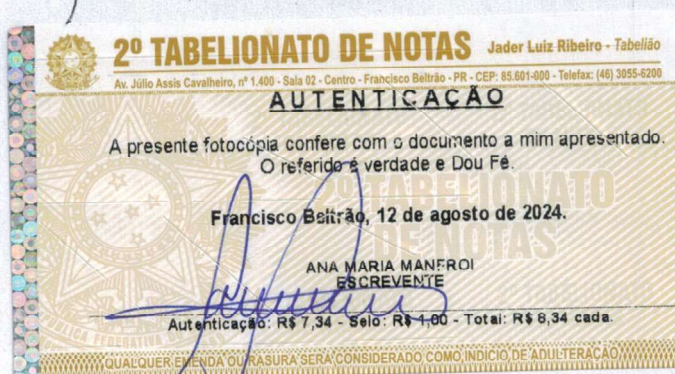 2º TABELIONATO DE NOTAS Jader Luiz Ribeiro - Tabelião
Av. Júlio Assis Cavalheiro, nº 1.400 - Sala 02 - Centro - Francisco Beltrão - PR - CEP: 85.601-000 - Telefax: (46) 3055-6200
AUTENTICAÇÃO
A presente fotocópia confere com o documento a mim apresentado.
O referido é verdade e Dou Fé.
2º TABELIONATO
DE NOTAS
Francisco Beltrão, 12 de agosto de 2024.
ANA MARIA MANFROI
ESCREVENTE
Autenticação: R$ 7,34 - Selo: R$ 1,00 - Total: R$ 8,34 cada.
QUALQUER EMENDA OU RASURA SERÁ CONSIDERADO COMO INDÍCIO DE ADULTERAÇÃO